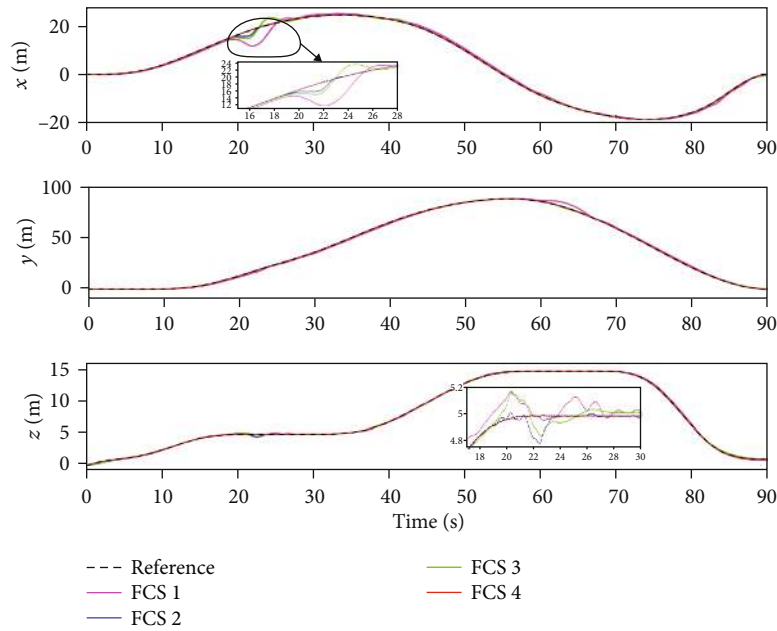 20
0
–20
x (m)
24
22
20
18
16
14
12
16 18 20 22 24 26 28
0 10 20 30 40 50 60 70 80 90
100
50
0
y (m)
0 10 20 30 40 50 60 70 80 90
15
10
5
0
z (m)
5.2
5
4.8
18 20 22 24 26 28 30
0 10 20 30 40 50 60 70 80 90
Time (s)
Reference
FCS 1
FCS 2
FCS 3
FCS 4